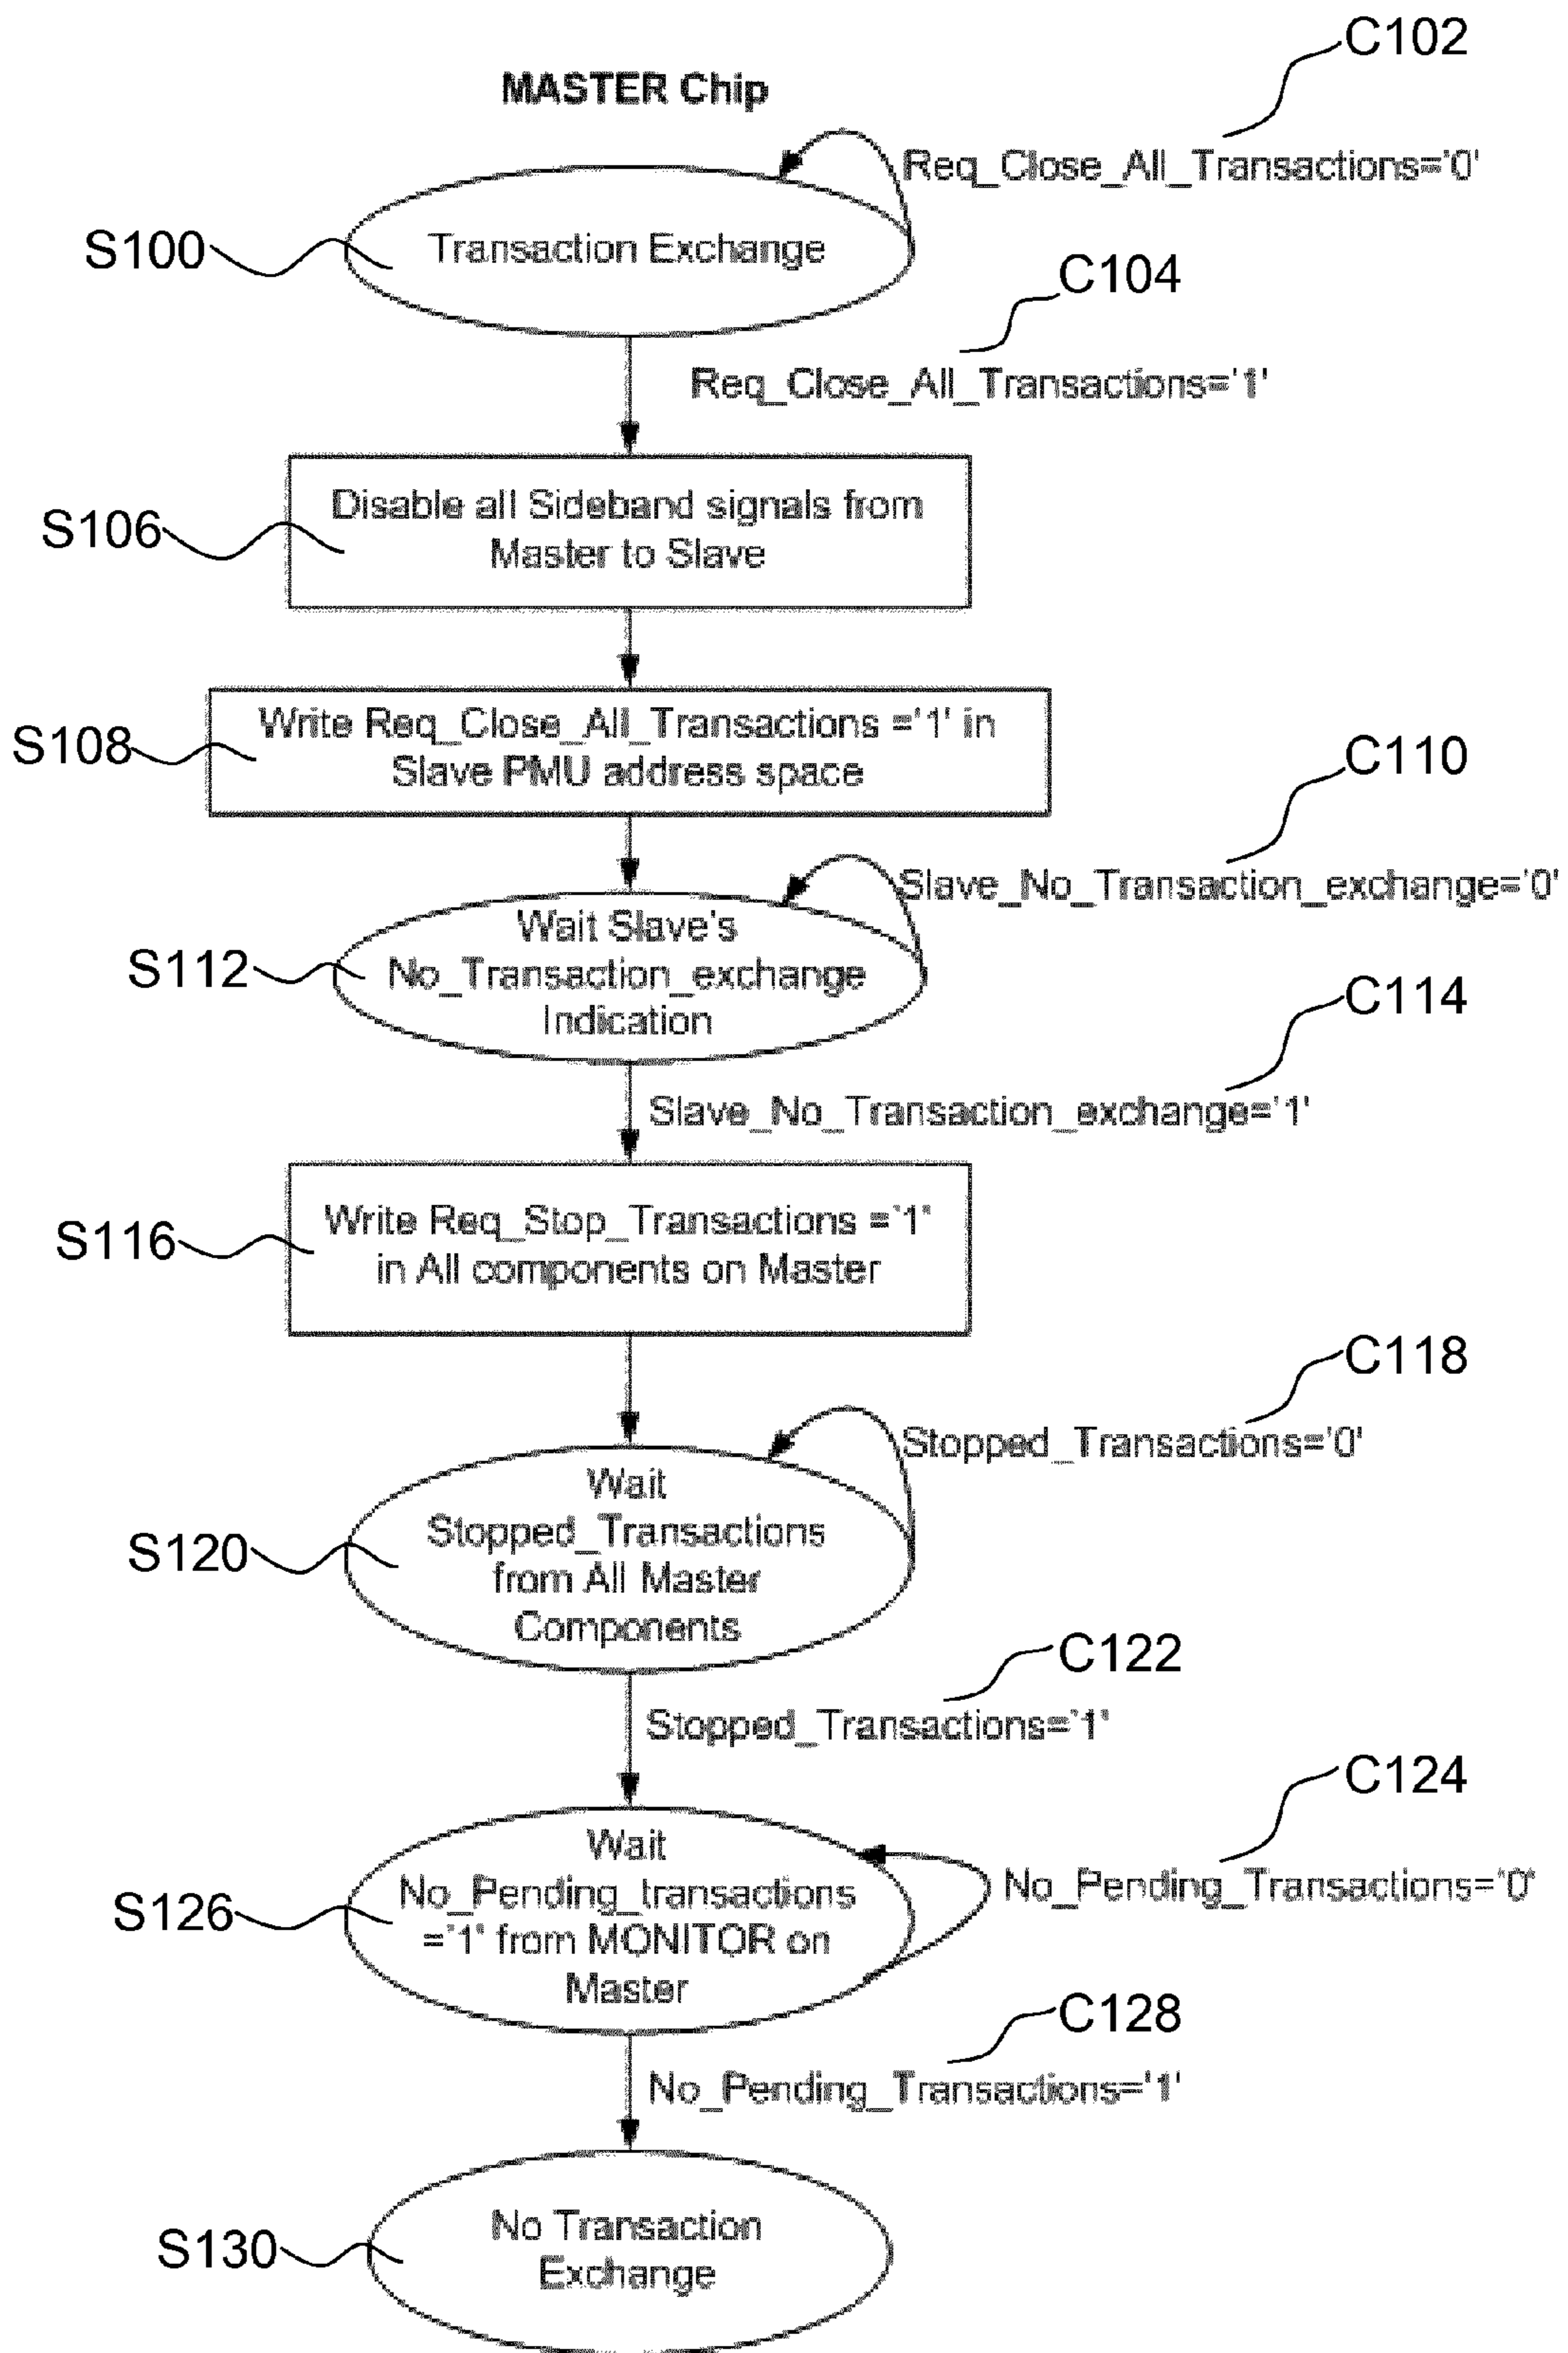 C102
MASTER Chip
Req_Close_All_Transactions='0'
S100
Transaction Exchange
C104
Req_Close_All_Transactions='1'
Disable all Sideband signals from
S106
Master to Slave
Write Req_Close_All_Transactions ='1' in
S108
Slave PMU address space
C110
Slave_No_Transaction_exchange='0'
Wait Slave's
S112
No_Transaction_exchange
Indication
C114
Slave_No_Transaction_exchange='1'
Write Req_Stop_Transactions ='1'
S116
in All components on Master
C118
Stopped_Transactions='0'
Wait
Stopped_Transactions
S120
from All Master
Components
C122
Stopped_Transactions='1'
C124
Wait
No_Pending_transactions
No_Pending_Transactions='0'
S126
='1' from MONITOR on
Master
C128
No_Pending_Transactions='1'
No Transaction
S130
Exchange